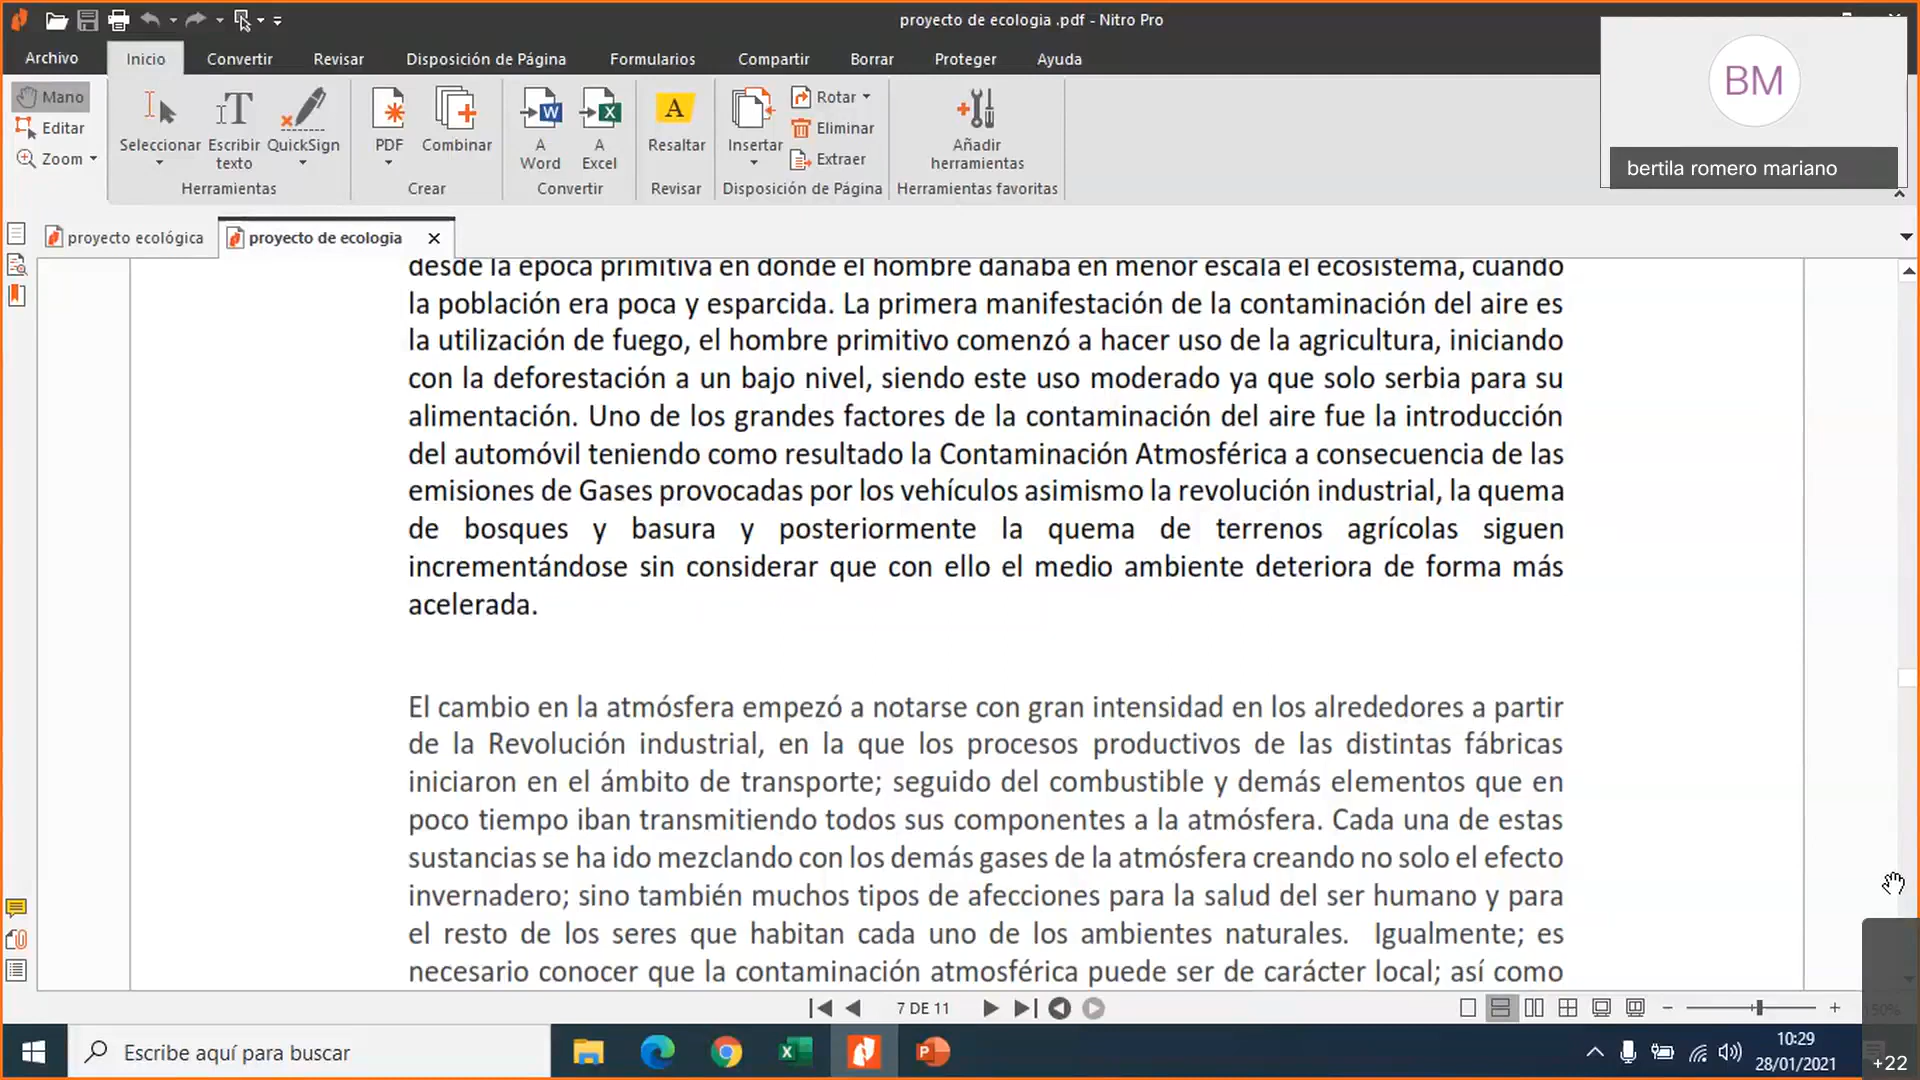 proyecto de ecologia .pdf - Nitro Pro
Archivo Inicio Convertir Revisar Disposición de Página Formularios Compartir Borrar Proteger Ayuda
BM
bertila romero mariano
Mano
Editar
Zoom
Seleccionar
Escribir texto
QuickSign
Herramientas
PDF
Combinar
Crear
A Word
A Excel
Convertir
Resaltar
Revisar
Insertar
Rotar
Eliminar
Extraer
Disposición de Página
Añadir herramientas
Herramientas favoritas
proyecto ecológica
proyecto de ecologia
desde la epoca primitiva en donde el hombre danaba en menor escala el ecosistema, cuando
la población era poca y esparcida. La primera manifestación de la contaminación del aire es
la utilización de fuego, el hombre primitivo comenzó a hacer uso de la agricultura, iniciando
con la deforestación a un bajo nivel, siendo este uso moderado ya que solo serbia para su
alimentación. Uno de los grandes factores de la contaminación del aire fue la introducción
del automóvil teniendo como resultado la Contaminación Atmosférica a consecuencia de las
emisiones de Gases provocadas por los vehículos asimismo la revolución industrial, la quema
de bosques y basura y posteriormente la quema de terrenos agrícolas siguen
incrementándose sin considerar que con ello el medio ambiente deteriora de forma más
acelerada.
El cambio en la atmósfera empezó a notarse con gran intensidad en los alrededores a partir
de la Revolución industrial, en la que los procesos productivos de las distintas fábricas
iniciaron en el ámbito de transporte; seguido del combustible y demás elementos que en
poco tiempo iban transmitiendo todos sus componentes a la atmósfera. Cada una de estas
sustancias se ha ido mezclando con los demás gases de la atmósfera creando no solo el efecto
invernadero; sino también muchos tipos de afecciones para la salud del ser humano y para
el resto de los seres que habitan cada uno de los ambientes naturales. Igualmente; es
necesario conocer que la contaminación atmosférica puede ser de carácter local; así como
7 DE 11
Escribe aquí para buscar
10:29
28/01/2021
+22